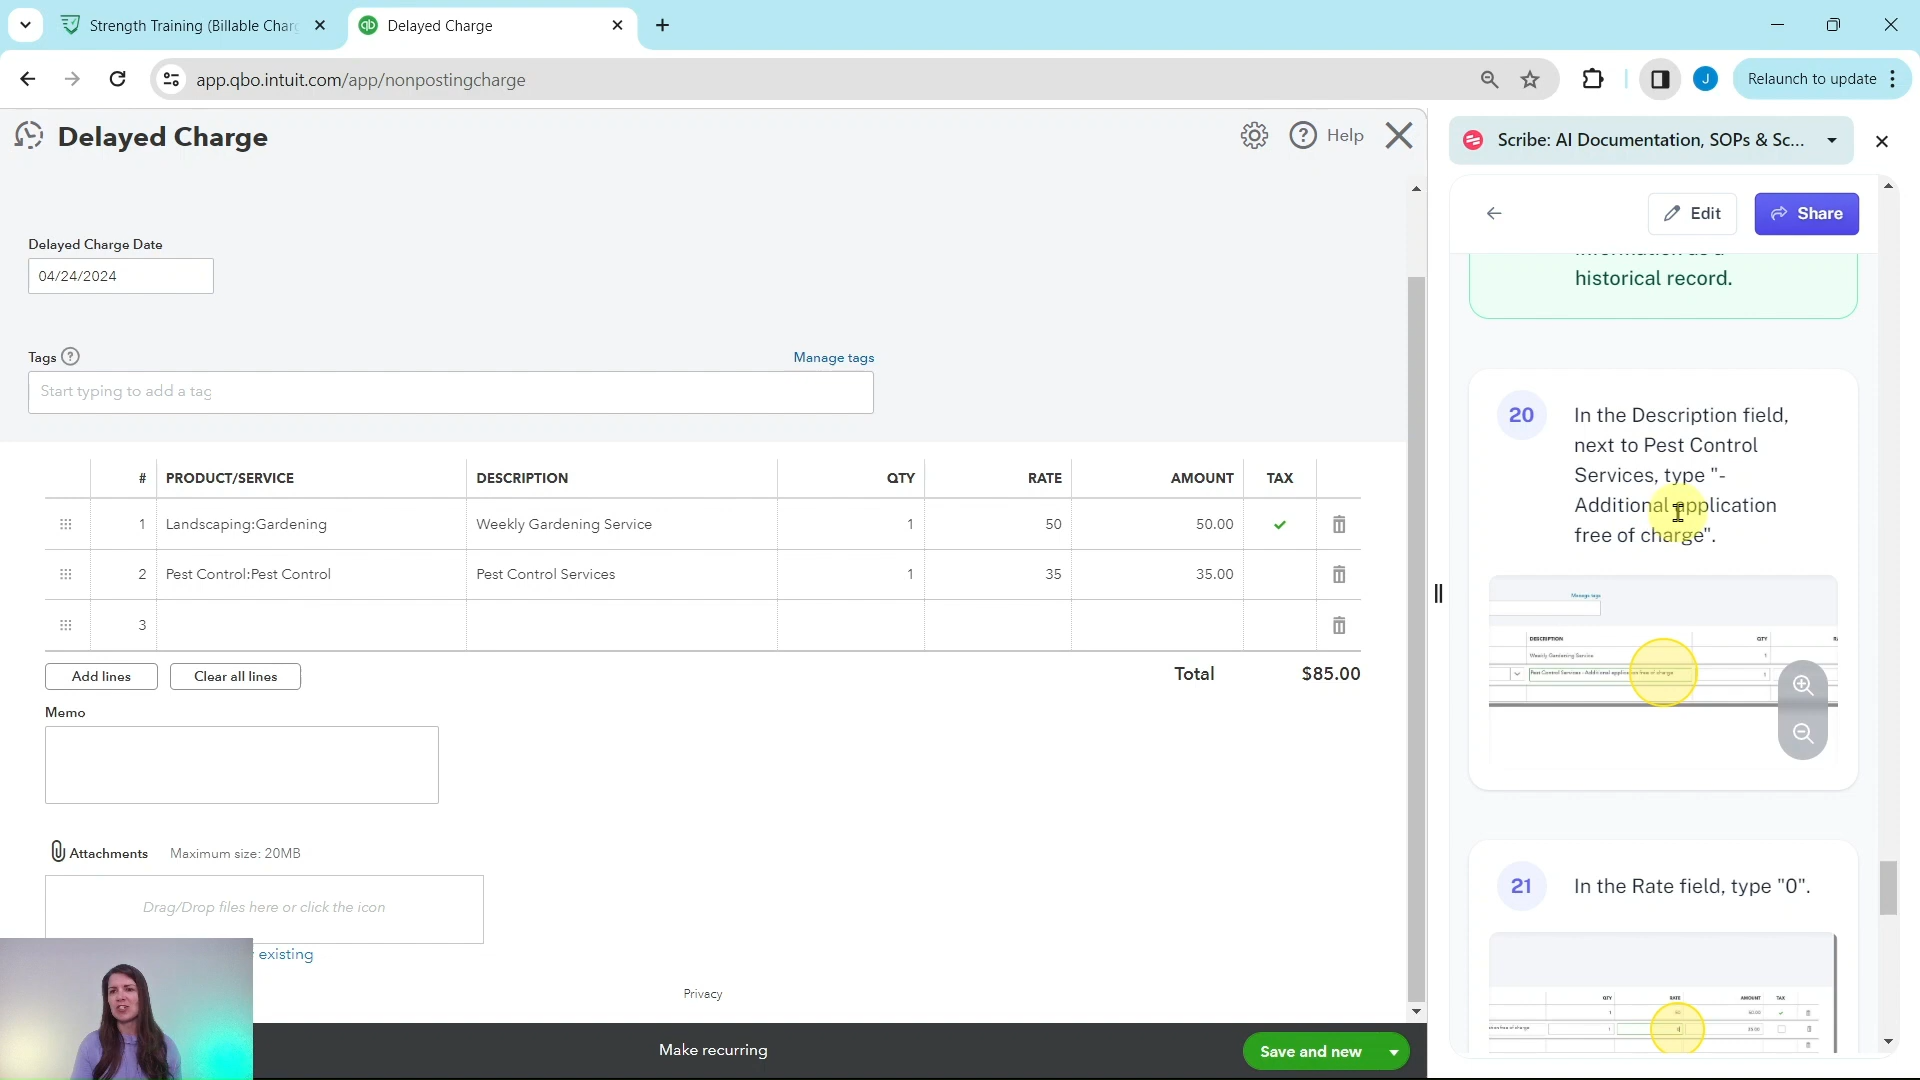 Strength Training (Billable Char
Delayed Charge
app.qbo.intuit.com/app/nonpostingcharge
J
Relaunch to update
Delayed Charge
Help
Delayed Charge Date
04/24/2024
Tags
Manage tags
Start typing to add a tag
# PRODUCT/SERVICE DESCRIPTION QTY RATE AMOUNT TAX
1 Landscaping:Gardening Weekly Gardening Service 1 50 50.00
2 Pest Control:Pest Control Pest Control Services 1 35 35.00
3
Add lines
Clear all lines
Total $85.00
Memo
Attachments Maximum size: 20MB
Drag/Drop files here or click the icon
existing
Privacy
Make recurring
Save and new
Scribe: AI Documentation, SOPs & Sc...
Edit
Share
historical record.
20
In the Description field,
next to Pest Control
Services, type "-
Additional application
free of charge".
Manage tags
DESCRIPTION QTY
Weekly Gardening Service 1
Pest Control Services - Additional application free of charge 1
21
In the Rate field, type "0".
QTY RATE AMOUNT TAX
1 50 50.00
1 35.00